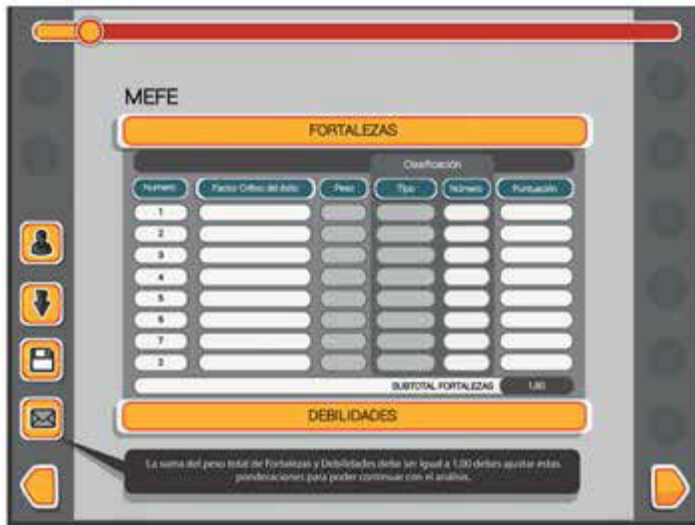 MEFE
FORTALEZAS
Clasificación
Número Factor Crítico del éxito Peso Tipo Número Puntuación
1
2
3
4
5
6
7
2
SUBTOTAL FORTALEZAS 1,80
DEBILIDADES
La suma del peso total de Fortalezas y Debilidades debe ser igual a 1,00 debes ajustar estas
ponderaciones para poder continuar con el análisis.